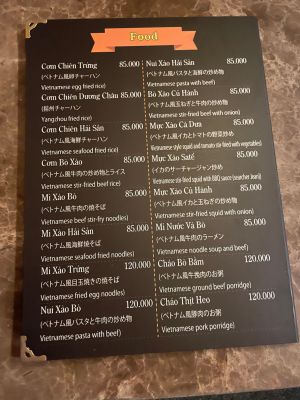 Food
Cơm Chiên Trứng 85.000
(ベトナム風卵チャーハン
Vietnamese egg fried rice)
Cơm Chiên Dương Châu 85.000
(揚州チャーハン
Yangzhou fried rice)
Cơm Chiên Hải Sản 85.000
(ベトナム風海鮮チャーハン
Vietnamese seafood fried rice)
Cơm Bò Xào 85.000
(ベトナム風牛肉の炒め物とライス
Vietnamese stir-fried beef rice)
Mì Xào Bò 85.000
(ベトナム風牛肉の焼そば
Vietnamese beef stir-fry noodles)
Mì Xào Hải Sản 85.000
(ベトナム風海鮮焼そば
Vietnamese seafood fried noodles)
Mì Xào Trứng 120.000
(ベトナム風目玉焼きの焼そば
Vietnamese fried egg noodles)
Nui Xào Bò 120.000
(ベトナム風パスタと牛肉の炒め物
Vietnamese pasta with beef)
Nui Xào Hải Sản 85.000
(ベトナム風パスタと海鮮の炒め物
Vietnamese pasta with beef)
Bò Xào Củ Hành 85.000
(ベトナム風玉ねぎと牛肉の炒め物
Vietnamese stir-fried beef with onion)
Mực Xào Cà Dưa 85.000
(ベトナム風イカとトマトの野菜炒め
Vietnamese style squid and tomato stir fried with vegetables)
Mực Xào Saté 85.000
(イカのサーチャージャン炒め
Vietnamese stir-fried squid with BBQ sauce
Mực Xào Củ Hành 85.000
(ベトナム風イカと玉ねぎの炒め物
Vietnamese stir-fried squid with onion)
Mì Nước Và Bò 85.000
(ベトナム風牛肉のラーメン
Vietnamese noodle soup and beef)
Cháo Bò Bằm 120.000
(ベトナム風牛挽肉のお粥
Vietnamese (ground beef porridge)
Cháo Thịt Heo 120.000
(ベトナム風豚肉のお粥
Vietnamese pork porridge)